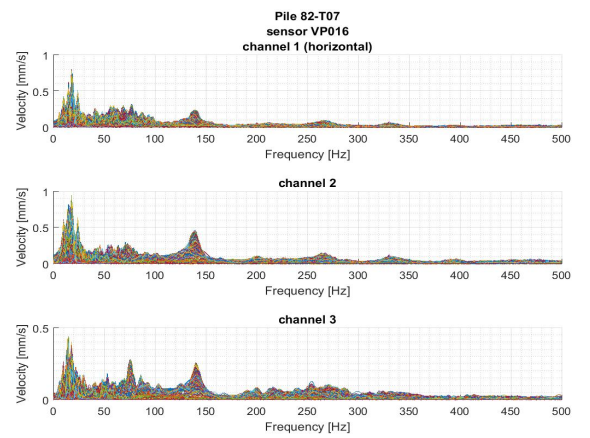 Pile 82-T07
sensor VP016
channel 1 (horizontal)
1
0.5
0
Velocity [mm/s]
0 50 100 150 200 250 300 350 400 450 500
Frequency [Hz]
channel 2
1
0.5
0
Velocity [mm/s]
0 50 100 150 200 250 300 350 400 450 500
Frequency [Hz]
channel 3
0.5
0
Velocity [mm/s]
0 50 100 150 200 250 300 350 400 450 500
Frequency [Hz]